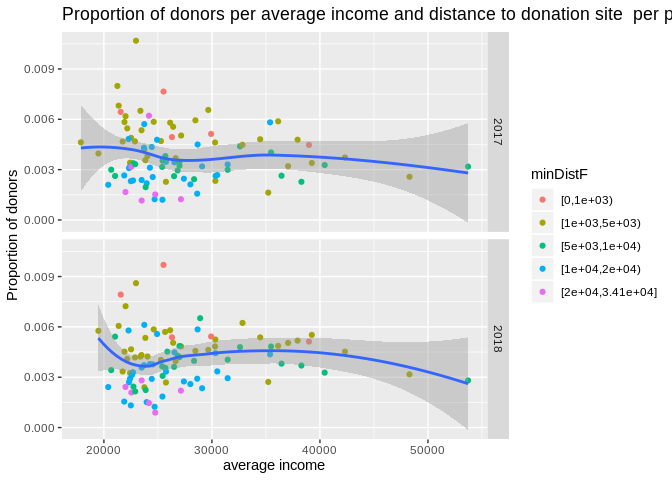 Proportion of donors per average income and distance to donation site  per p
0.009
0.006
0.003
0.000
2017
0.009
0.006
0.003
0.000
2018
Proportion of donors
20000 30000 40000 50000
average income
minDistF
[0,1e+03)
[1e+03,5e+03)
[5e+03,1e+04)
[1e+04,2e+04)
[2e+04,3.41e+04]